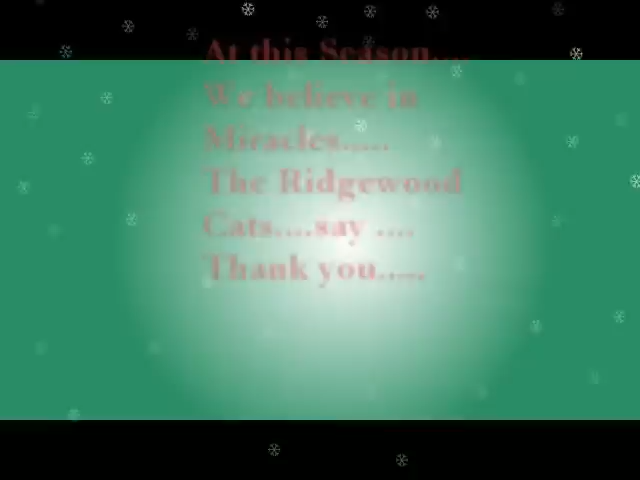 At this Season....
We believe in
Miracles.....
The Ridgewood
Cats....say ....
Thank you.....